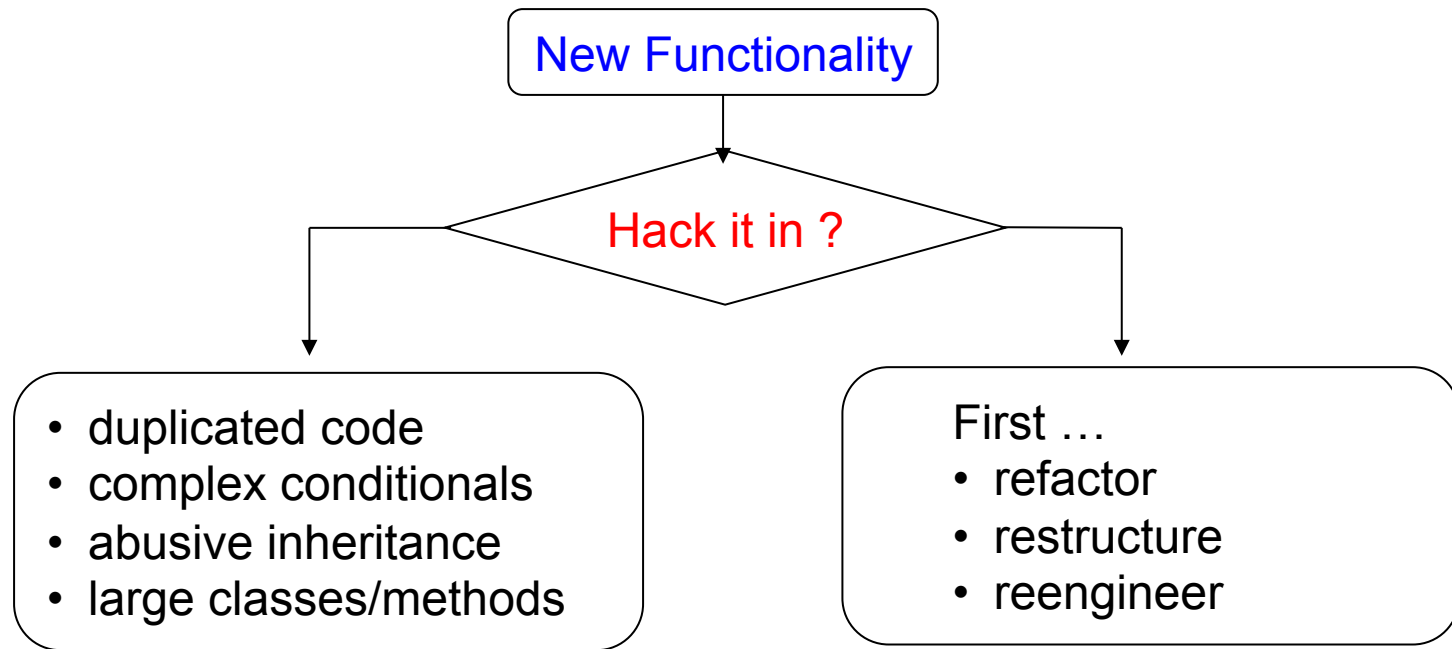 New Functionality
Hack it in ?
• duplicated code
• complex conditionals
• abusive inheritance
• large classes/methods
First …
• refactor
• restructure
• reengineer